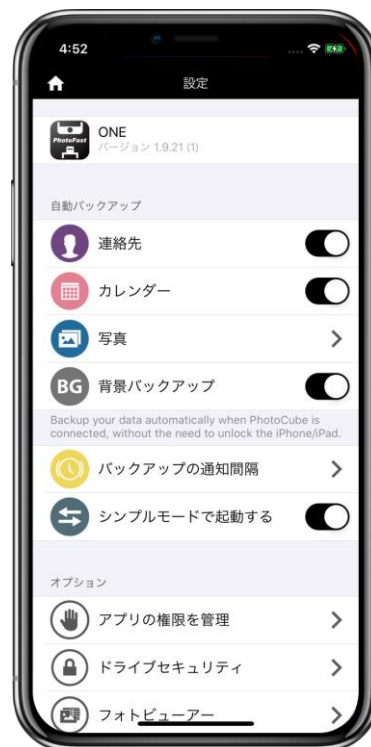 4:52
設定
PhotoFast
ONE
バージョン 1.9.21 (1)
自動バックアップ
連絡先
カレンダー
写真
BG 背景バックアップ
Backup your data automatically when PhotoCube is
connected, without the need to unlock the iPhone/iPad.
バックアップの通知間隔
シンプルモードで起動する
オプション
アプリの権限を管理
ドライブセキュリティ
フォトビューアー